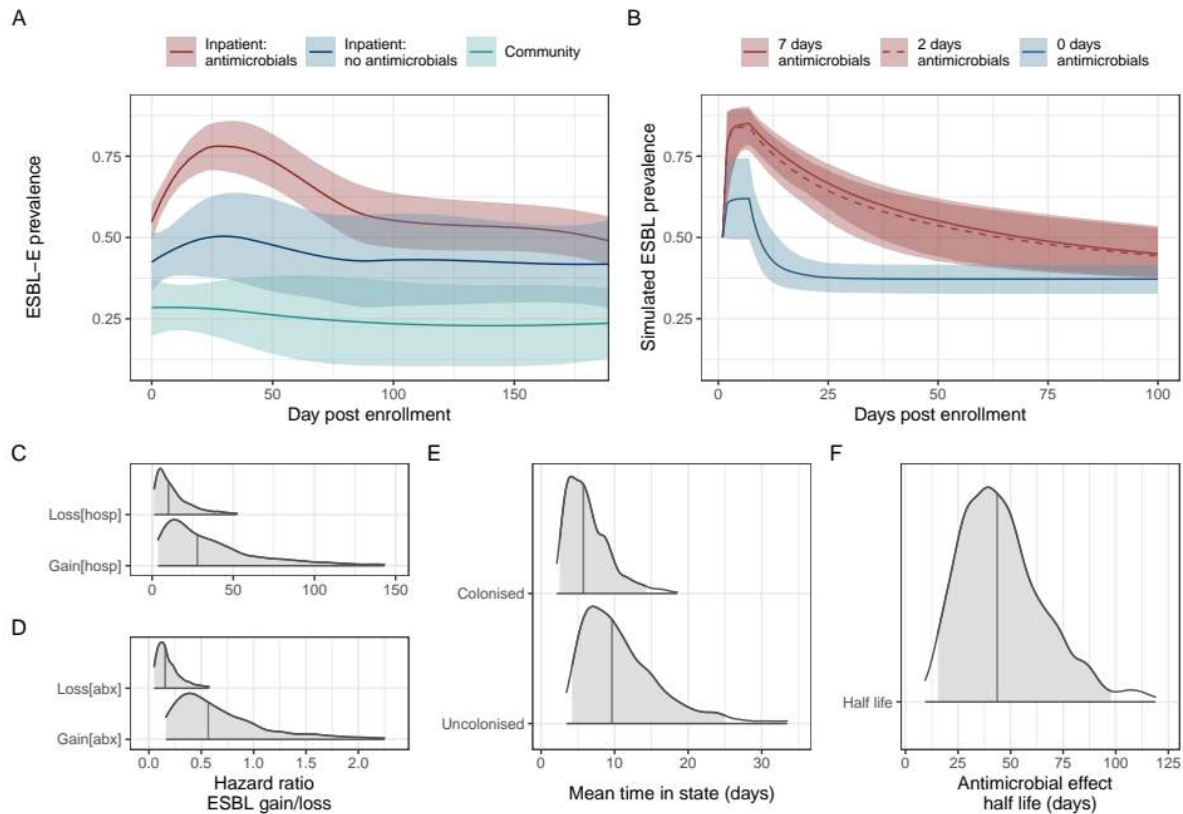 A
Inpatient:
antimicrobials
Inpatient:
no antimicrobials
Community
ESBL−E prevalence
0.75
0.50
0.25
0
50
100
150
Day post enrollment
B
7 days
antimicrobials
2 days
antimicrobials
0 days
antimicrobials
Simulated ESBL prevalence
0.75
0.50
0.25
0
25
50
75
100
Days post enrollment
C
Loss[hosp]
Gain[hosp]
0
50
100
150
D
Loss[abx]
Gain[abx]
0.0
0.5
1.0
1.5
2.0
Hazard ratio
ESBL gain/loss
E
Colonised
Uncolonised
0
10
20
30
Mean time in state (days)
F
Half life
0
25
50
75
100
125
Antimicrobial effect
half life (days)